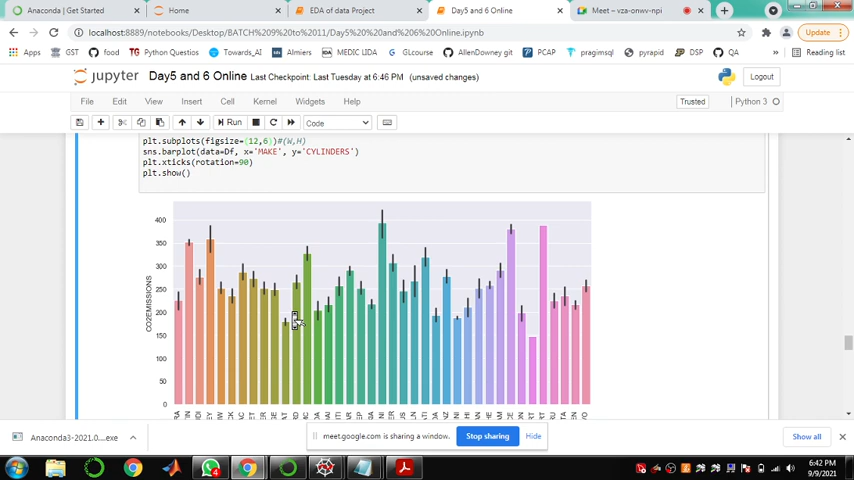 Anaconda | Get Started
Home
EDA of data Project
Day5 and 6 Online
Meet – vza-onwv-npi
localhost:8889/notebooks/Desktop/BATCH%209%20to%2011/Day5%20and%206%20Online.ipynb
Update
Apps
GST
localhost
food
TQ
Python Questions
Towards_AI
Almeirs
MEDIC LIDA
GLcourse
AllenDowney git
PCAP
pragimsql
pyrapid
DSP
QA
»
Reading list
jupyter
Day5 and 6 Online
Last Checkpoint: Last Tuesday at 6:46 PM
(unsaved changes)
Logout
File
Edit
View
Insert
Cell
Kernel
Widgets
Help
Trusted
Python 3
Run
Code
plt.subplots(figsize=(12,6))#(W,H)
sns.barplot(data=Df, x='MAKE', y='CYLINDERS')
plt.xticks(rotation=90)
plt.show()
CO2EMISSIONS
400
350
300
250
200
150
100
50
0
Anaconda3-2021.0....exe
meet.google.com is sharing a window.
Stop sharing
Hide
Show all
4
6:42 PM
9/9/2021